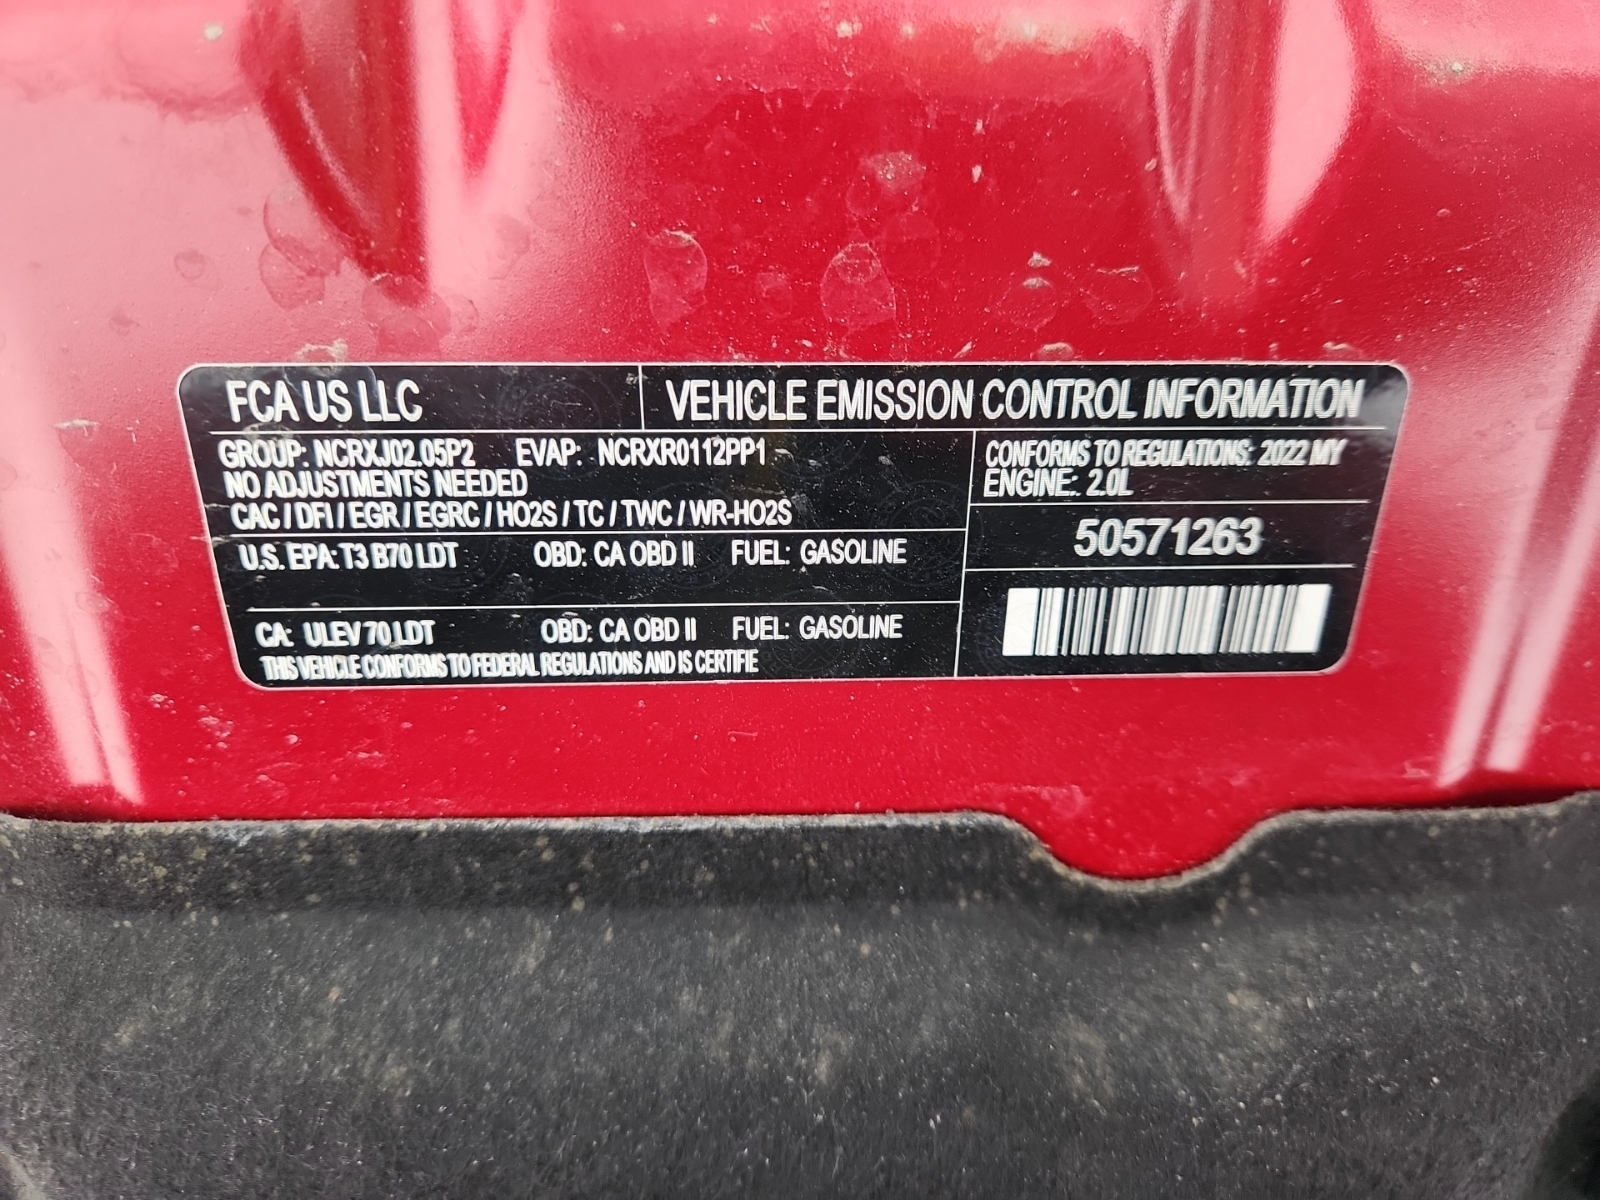 FCA US LLC
VEHICLE EMISSION CONTROL INFORMATION
GROUP: NCRXJ02.05P2 EVAP: NCRXR0112PP1
NO ADJUSTMENTS NEEDED
CAC / DFI / EGR / EGRC / HO2S / TC / TWC / WR-HO2S
U.S. EPA: T3 B70 LDT OBD: CA OBD II FUEL: GASOLINE
CA: ULEV 70 LDT OBD: CA OBD II FUEL: GASOLINE
THIS VEHICLE CONFORMS TO FEDERAL REGULATIONS AND IS CERTIFIE
CONFORMS TO REGULATIONS: 2022 MY
ENGINE: 2.0L
50571263